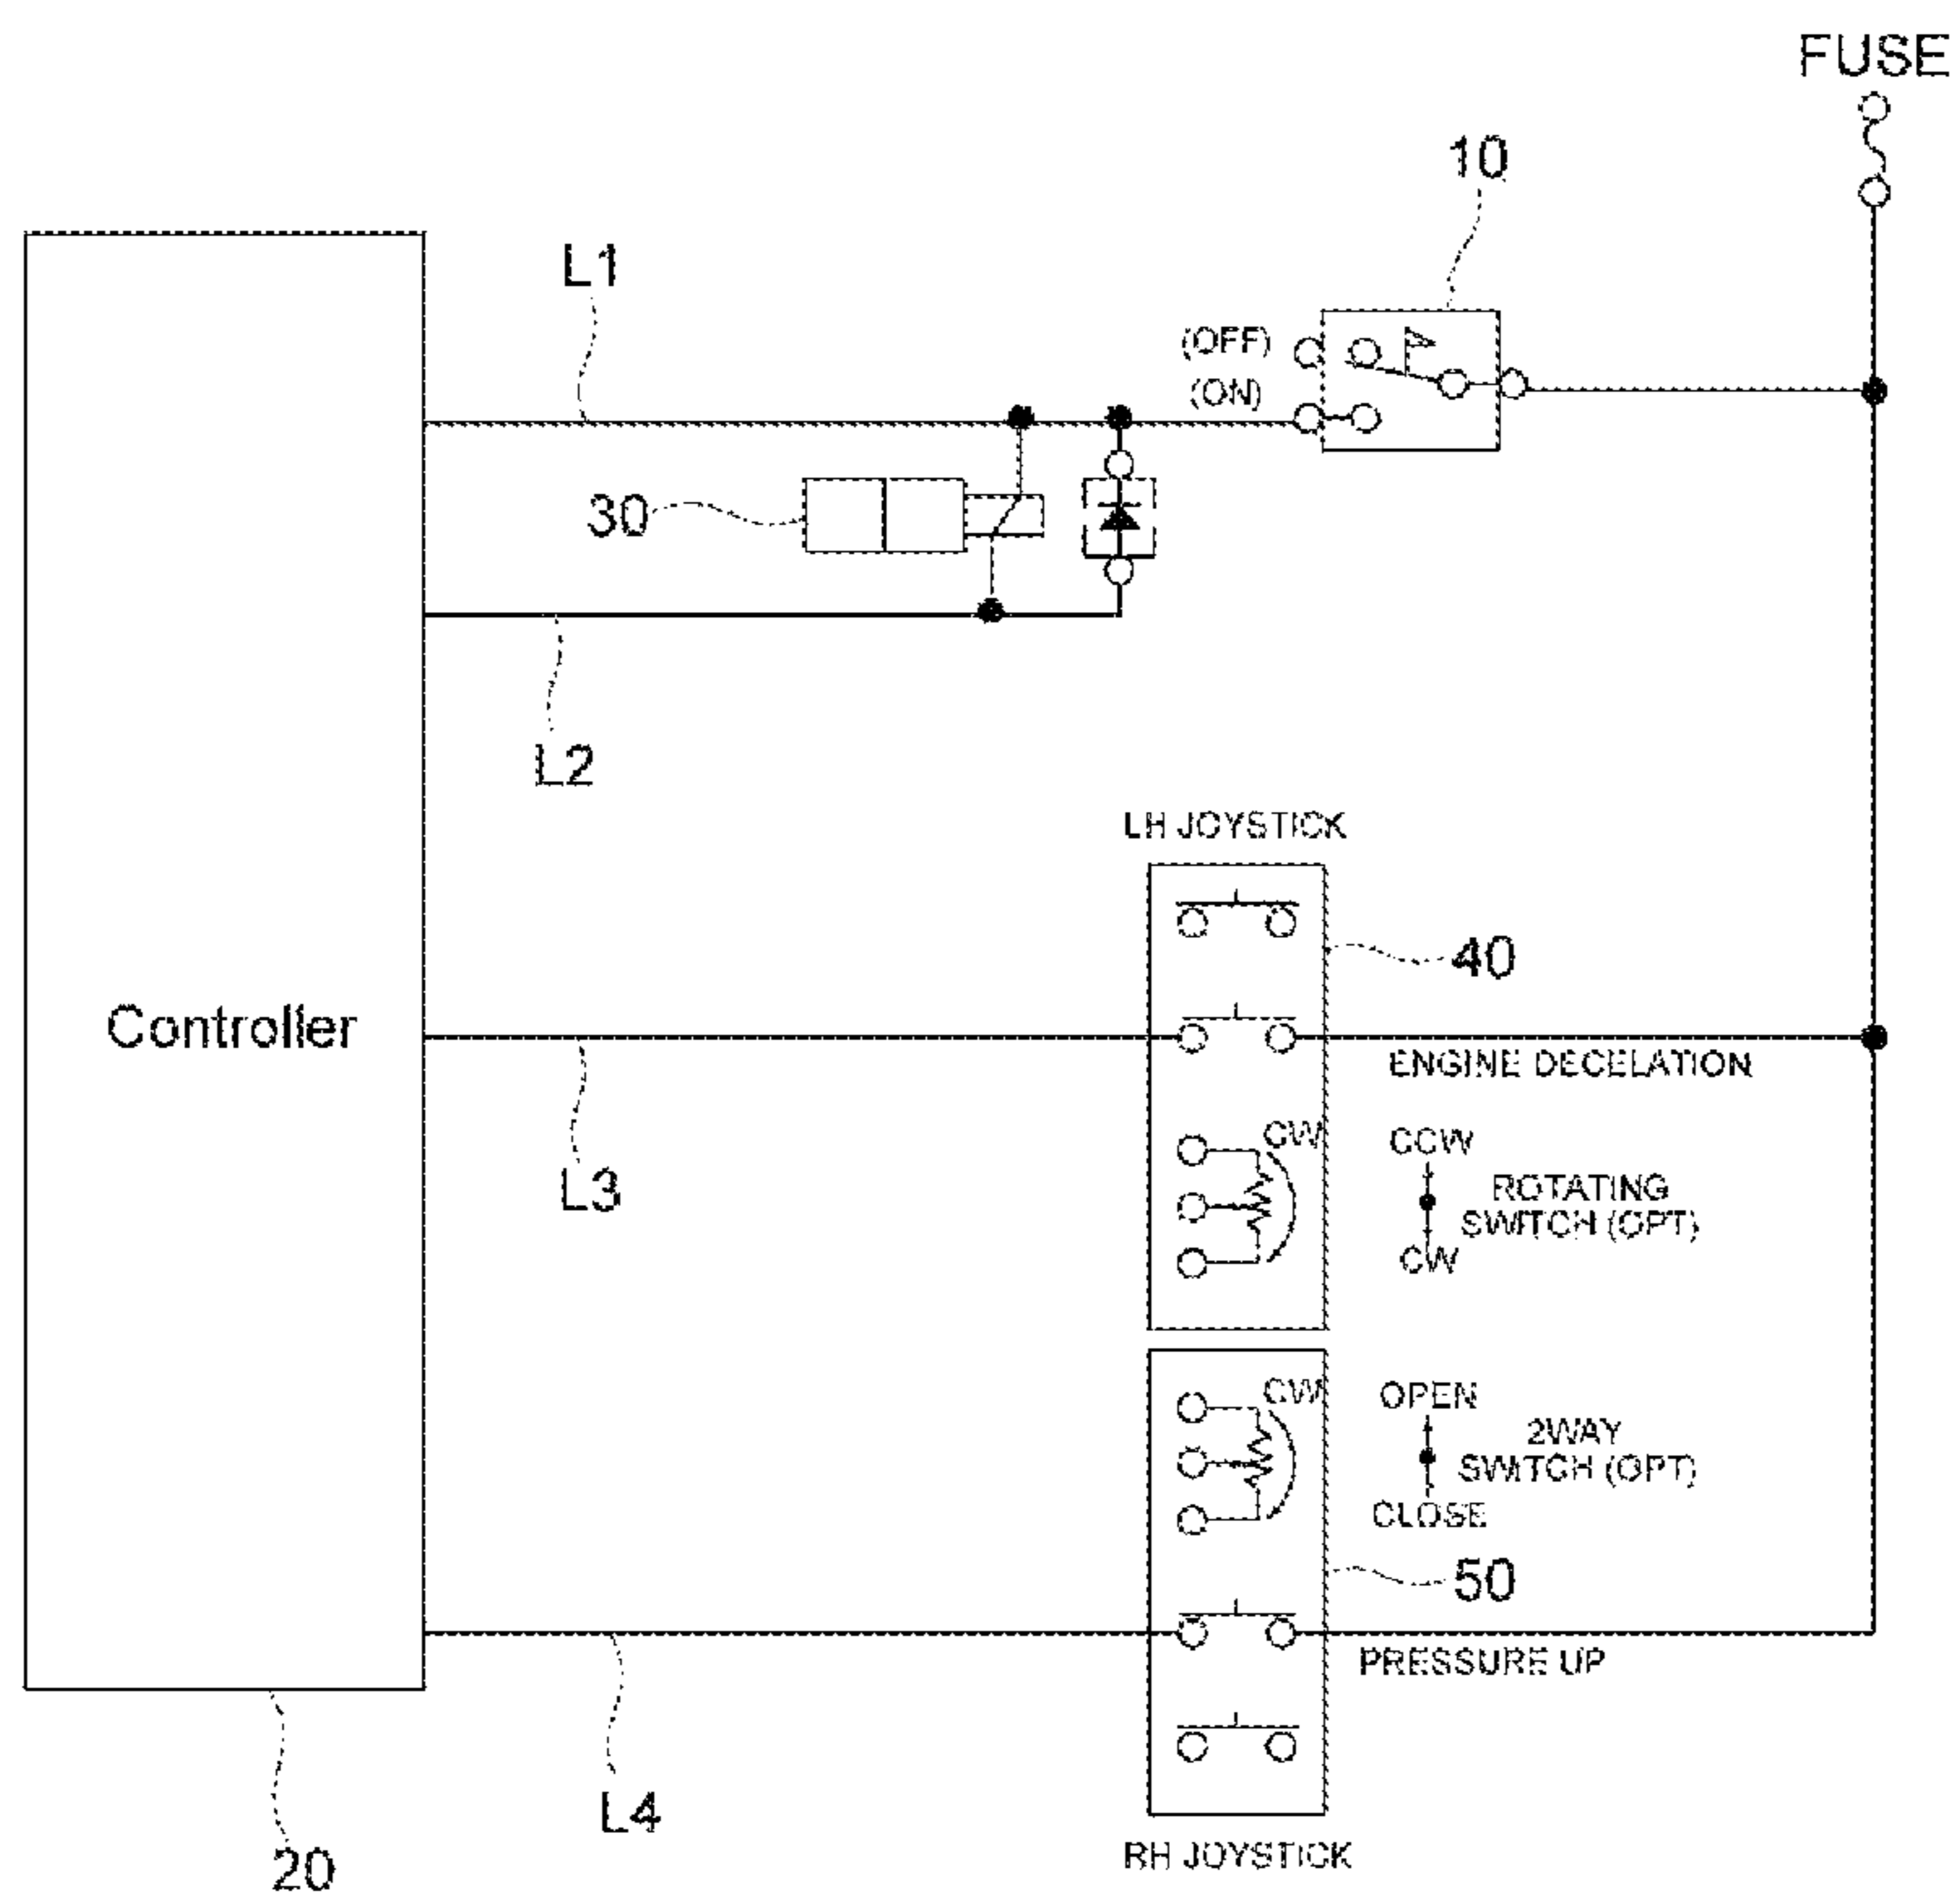 FUSE
10
L1
(OFF)
(ON)
30
L2
LH JOYSTICK
40
Controller
ENGINE DECELATION
CW
CCW
ROTATING
SWITCH (OPT)
CW
L3
CW
OPEN
2WAY
SWITCH (OPT)
CLOSE
50
PRESSURE UP
L4
RH JOYSTICK
20